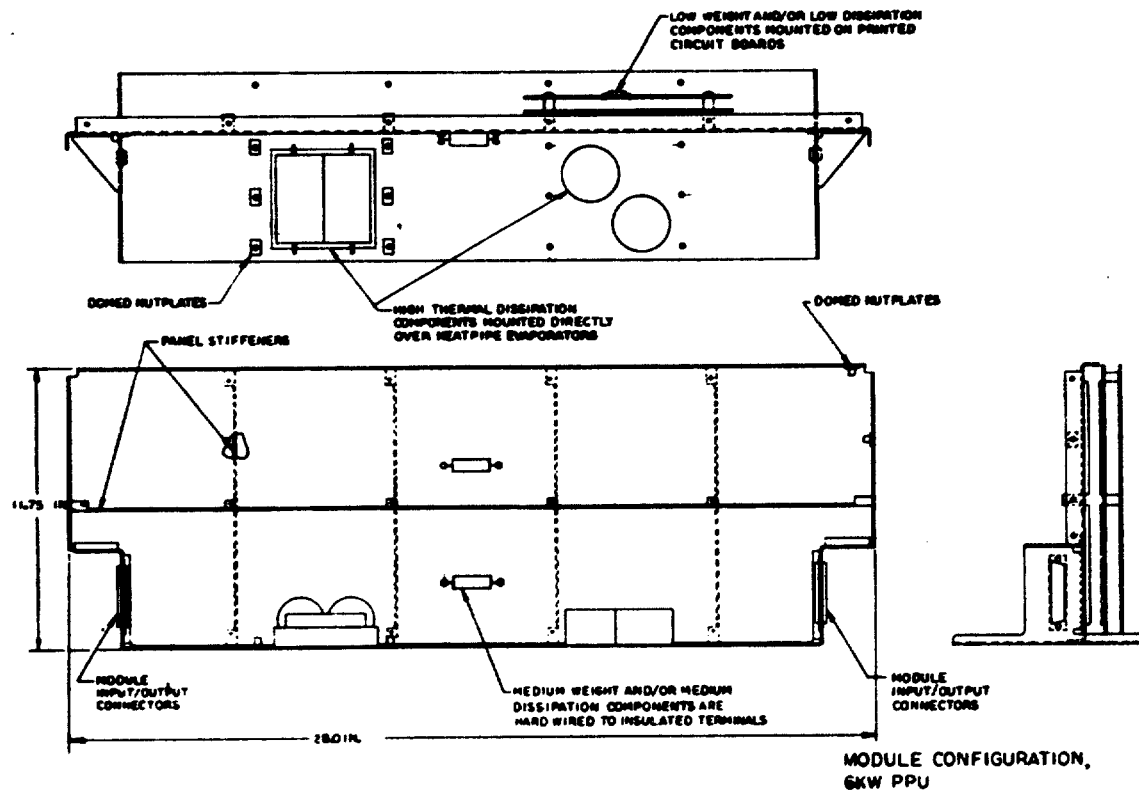 LOW WEIGHT AND/OR LOW DISSIPATION
COMPONENTS MOUNTED ON PRINTED
CIRCUIT BOARDS
DOMED NUTPLATES
HIGH THERMAL DISSIPATION
COMPONENTS MOUNTED DIRECTLY
OVER HEATPIPE EVAPORATORS
DOMED NUTPLATES
PANEL STIFFENERS
11.75 IN.
MODULE
INPUT/OUTPUT
CONNECTORS
MEDIUM WEIGHT AND/OR MEDIUM
DISSIPATION COMPONENTS ARE
HARD WIRED TO INSULATED TERMINALS
MODULE
INPUT/OUTPUT
CONNECTORS
28.0 IN.
MODULE CONFIGURATION,
6KW PPU